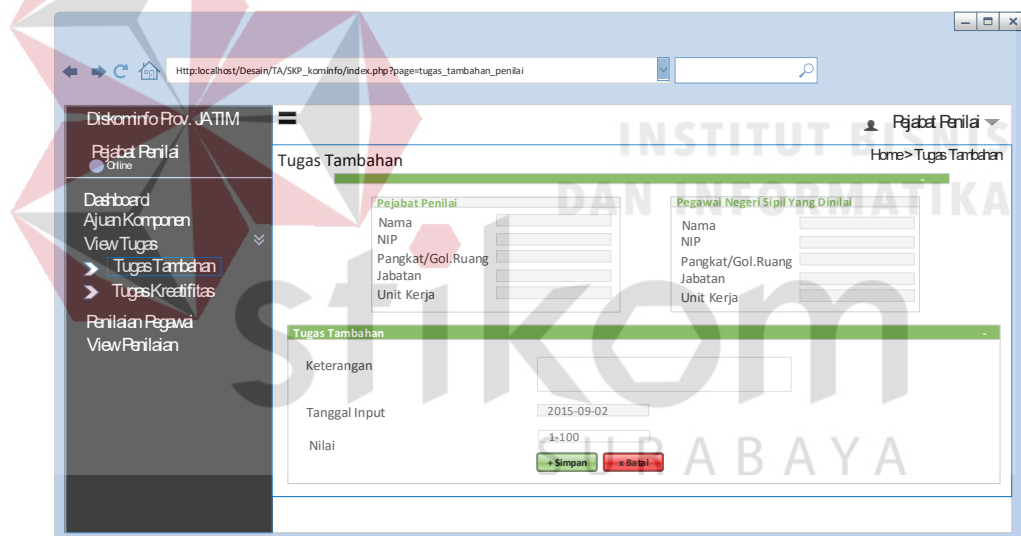 Http:localhost/Desain/TA/SKP_kominfo/index.php?page=tugas_tambahan_penilai
Diskominfo Prov. JATIM
Pejabat Penilai
Online
Dashboard
Ajuan Komponen
View Tugas
Tugas Tambahan
Tugas Kreatifitas
Penilaian Pegawai
View Penilaian
Pejabat Penilai
Home > Tugas Tambahan
Tugas Tambahan
-
Pejabat Penilai
Nama
NIP
Pangkat/Gol.Ruang
Jabatan
Unit Kerja
Pegawai Negeri Sipil Yang Dinilai
Nama
NIP
Pangkat/Gol.Ruang
Jabatan
Unit Kerja
Tugas Tambahan -
Keterangan
Tanggal Input 2015-09-02
Nilai 1-100
+ Simpan x Batal
INSTITUT BISNIS
DAN INFORMATIKA
stikom
SURABAYA